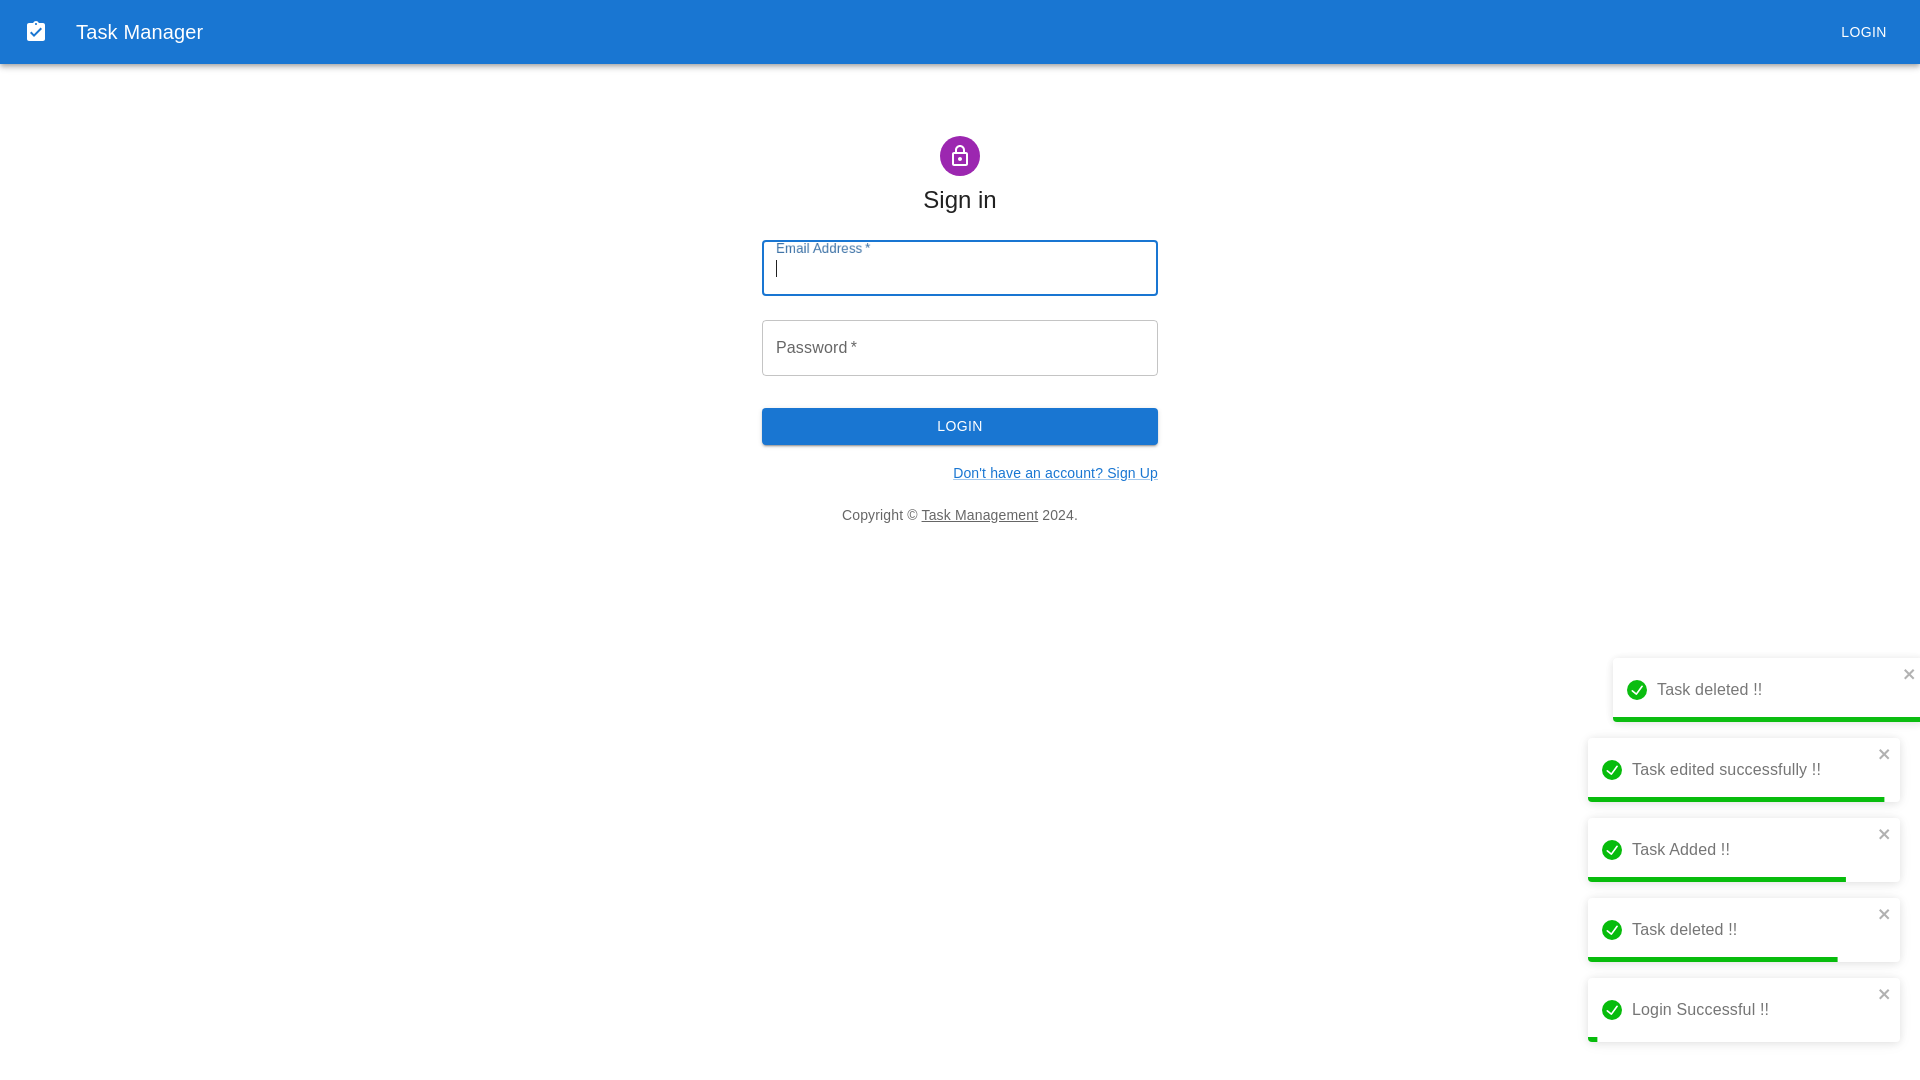 Task Manager
LOGIN
Sign in
Email Address *
Password *
LOGIN
Don't have an account? Sign Up
Copyright © Task Management 2024.
Task deleted !!
Task edited successfully !!
Task Added !!
Task deleted !!
Login Successful !!